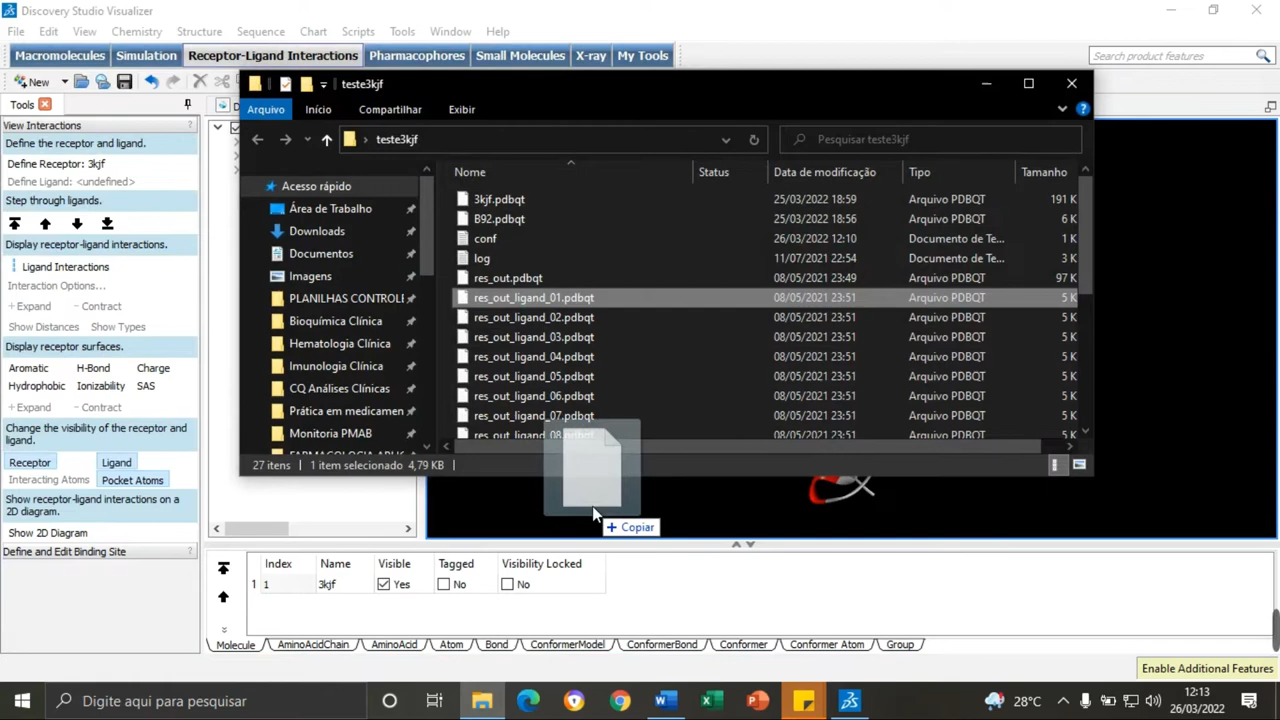 Discovery Studio Visualizer
File Edit View Chemistry Structure Sequence Chart Scripts Tools Window Help
Macromolecules Simulation Receptor-Ligand Interactions Pharmacophores Small Molecules X-ray My Tools
Search product features
New
teste3kjf
Tools
Arquivo Início Compartilhar Exibir
View Interactions
Define the receptor and ligand.
teste3kjf
Pesquisar teste3kjf
Define Receptor: 3kjf
Define Ligand: <undefined>
Nome Status Data de modificação Tipo Tamanho
Step through ligands.
Acesso rápido
3kjf.pdbqt 25/03/2022 18:59 Arquivo PDBQT 191 K
Área de Trabalho
B92.pdbqt 25/03/2022 18:56 Arquivo PDBQT 6 K
Downloads
conf 26/03/2022 12:10 Documento de Te... 1 K
Display receptor-ligand interactions.
Documentos
log 11/07/2021 22:54 Documento de Te... 3 K
Ligand Interactions
Imagens
res_out.pdbqt 08/05/2021 23:49 Arquivo PDBQT 97 K
Interaction Options...
PLANILHAS CONTROLE
res_out_ligand_01.pdbqt 08/05/2021 23:51 Arquivo PDBQT 5 K
Expand Contract
Bioquímica Clínica
res_out_ligand_02.pdbqt 08/05/2021 23:51 Arquivo PDBQT 5 K
Show Distances Show Types
Hematologia Clínica
res_out_ligand_03.pdbqt 08/05/2021 23:51 Arquivo PDBQT 5 K
Display receptor surfaces.
res_out_ligand_04.pdbqt 08/05/2021 23:51 Arquivo PDBQT 5 K
Aromatic H-Bond Charge
Imunologia Clínica
res_out_ligand_05.pdbqt 08/05/2021 23:51 Arquivo PDBQT 5 K
Hydrophobic Ionizability SAS
CQ Análises Clínicas
res_out_ligand_06.pdbqt 08/05/2021 23:51 Arquivo PDBQT 5 K
Expand Contract
Prática em medicamen
res_out_ligand_07.pdbqt 08/05/2021 23:51 Arquivo PDBQT 5 K
Change the visibility of the receptor and
ligand.
Monitoria PMAB
res_out_ligand_08.pdbqt 08/05/2021 23:51 Arquivo PDBQT 5 K
Receptor Ligand
27 itens 1 item selecionado 4,79 KB
Interacting Atoms Pocket Atoms
Show receptor-ligand interactions on a
2D diagram.
+ Copiar
Show 2D Diagram
Define and Edit Binding Site
Index Name Visible Tagged Visibility Locked
1 1 3kjf Yes No No
Molecule AminoAcidChain AminoAcid Atom Bond ConformerModel ConformerBond Conformer Conformer Atom Group
Enable Additional Features
Digite aqui para pesquisar
28°C
12:13
26/03/2022